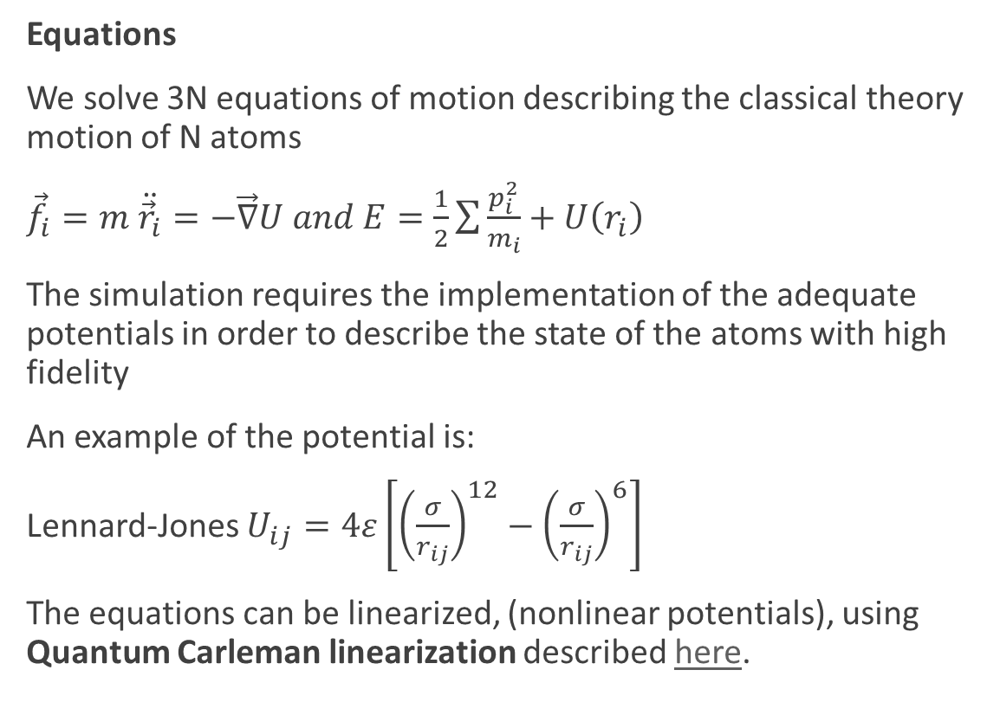 Equations
We solve 3N equations of motion describing the classical theory
motion of N atoms
$\vec{f}_i = m\,\ddot{\vec{r}}_i = -\vec{\nabla}U \text{ and } E = \frac{1}{2}\sum\frac{p_i^2}{m_i} + U(r_i)$
The simulation requires the implementation of the adequate
potentials in order to describe the state of the atoms with high
fidelity
An example of the potential is:
Lennard-Jones $U_{ij} = 4\varepsilon\left[\left(\frac{\sigma}{r_{ij}}\right)^{12} - \left(\frac{\sigma}{r_{ij}}\right)^{6}\right]$
The equations can be linearized, (nonlinear potentials), using
Quantum Carleman linearization described here.